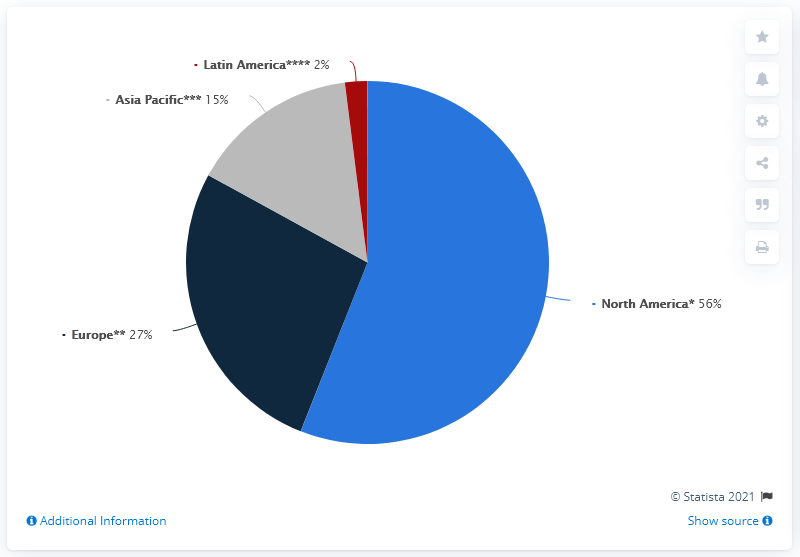 Latin America**** 2%
Asia Pacific*** 15%
North America* 56%
Europe** 27%
© Statista 2021
Additional Information
Show source